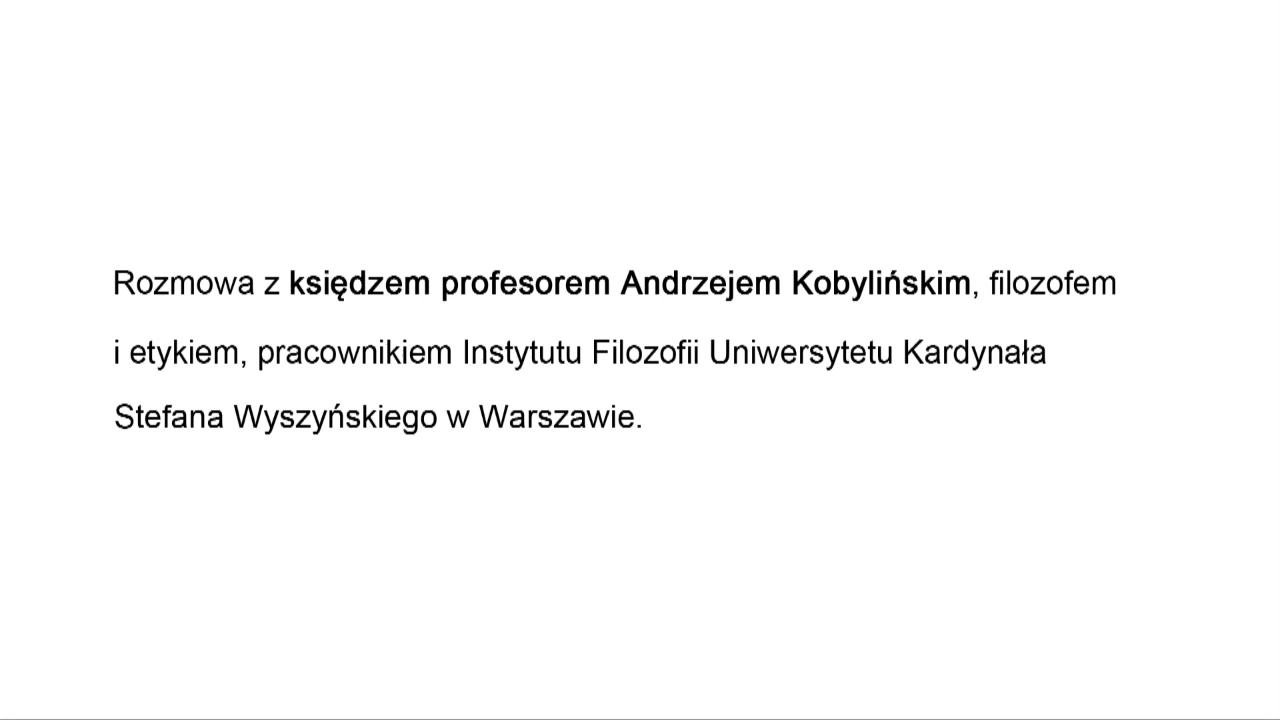 Rozmowa z księdzem profesorem Andrzejem Kobylińskim, filozofem
i etykiem, pracownikiem Instytutu Filozofii Uniwersytetu Kardynała
Stefana Wyszyńskiego w Warszawie.